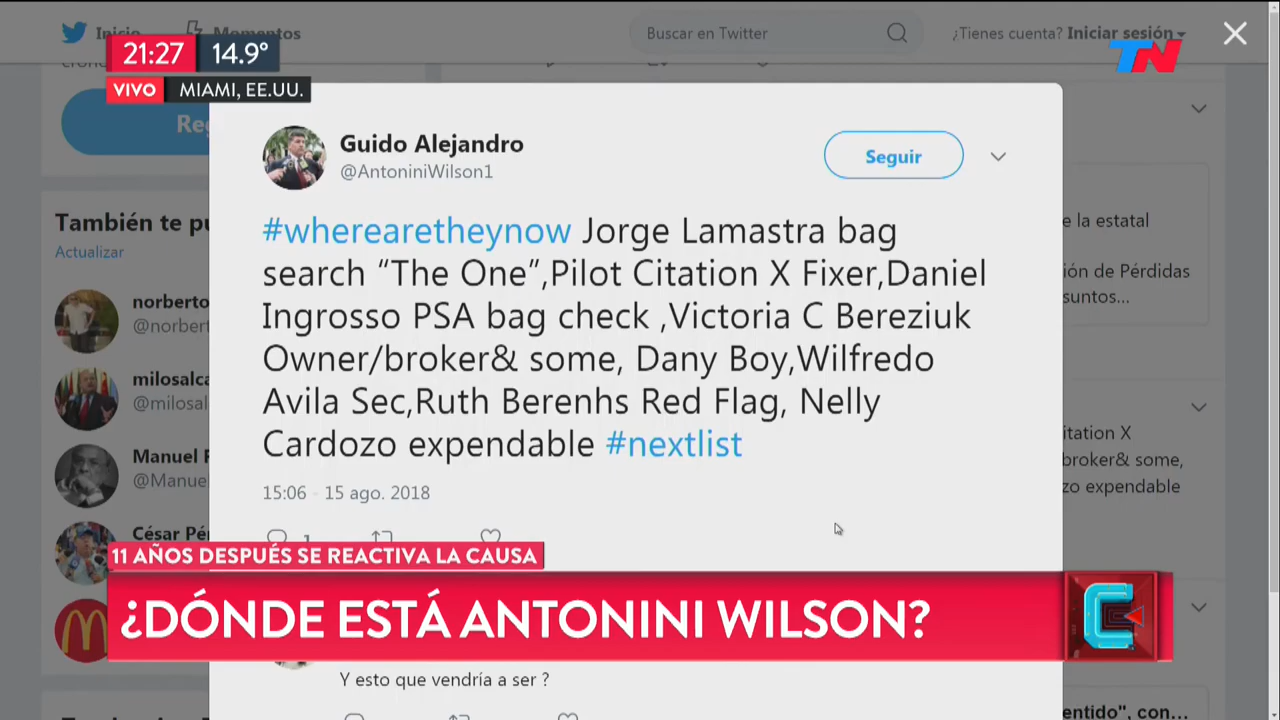 Inicio
Momentos
Buscar en Twitter
¿Tienes cuenta? Iniciar sesión
21:27 14.9°
VIVO MIAMI, EE.UU.
TN
Guido Alejandro
@AntoniniWilson1
Seguir
#wherearetheynow Jorge Lamastra bag
search “The One”,Pilot Citation X Fixer,Daniel
Ingrosso PSA bag check ,Victoria C Bereziuk
Owner/broker& some, Dany Boy,Wilfredo
Avila Sec,Ruth Berenhs Red Flag, Nelly
Cardozo expendable #nextlist
15:06 - 15 ago. 2018
1
También te pu
Actualizar
norberto
@norbert
milosalca
@milosal
Manuel
@Manue
César Pé
e la estatal
ión de Pérdidas
suntos...
itation X
broker& some,
zo expendable
11 AÑOS DESPUÉS SE REACTIVA LA CAUSA
¿DÓNDE ESTÁ ANTONINI WILSON?
C
Y esto que vendría a ser ?
entido", con...